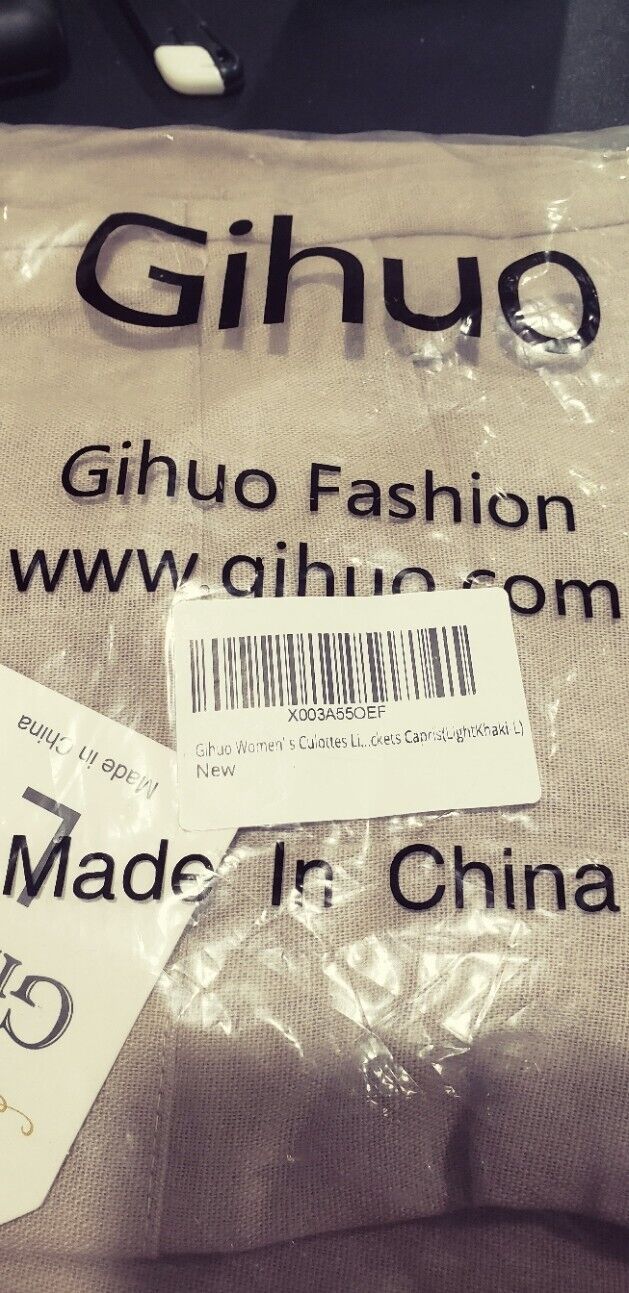 Gihuo
Gihuo Fashion
www.gihuo.com
X003A55OEF
Gihuo Women's Culottes Li...ckets Capris(LightKhaki L)
New
Made in China
L
Made In China